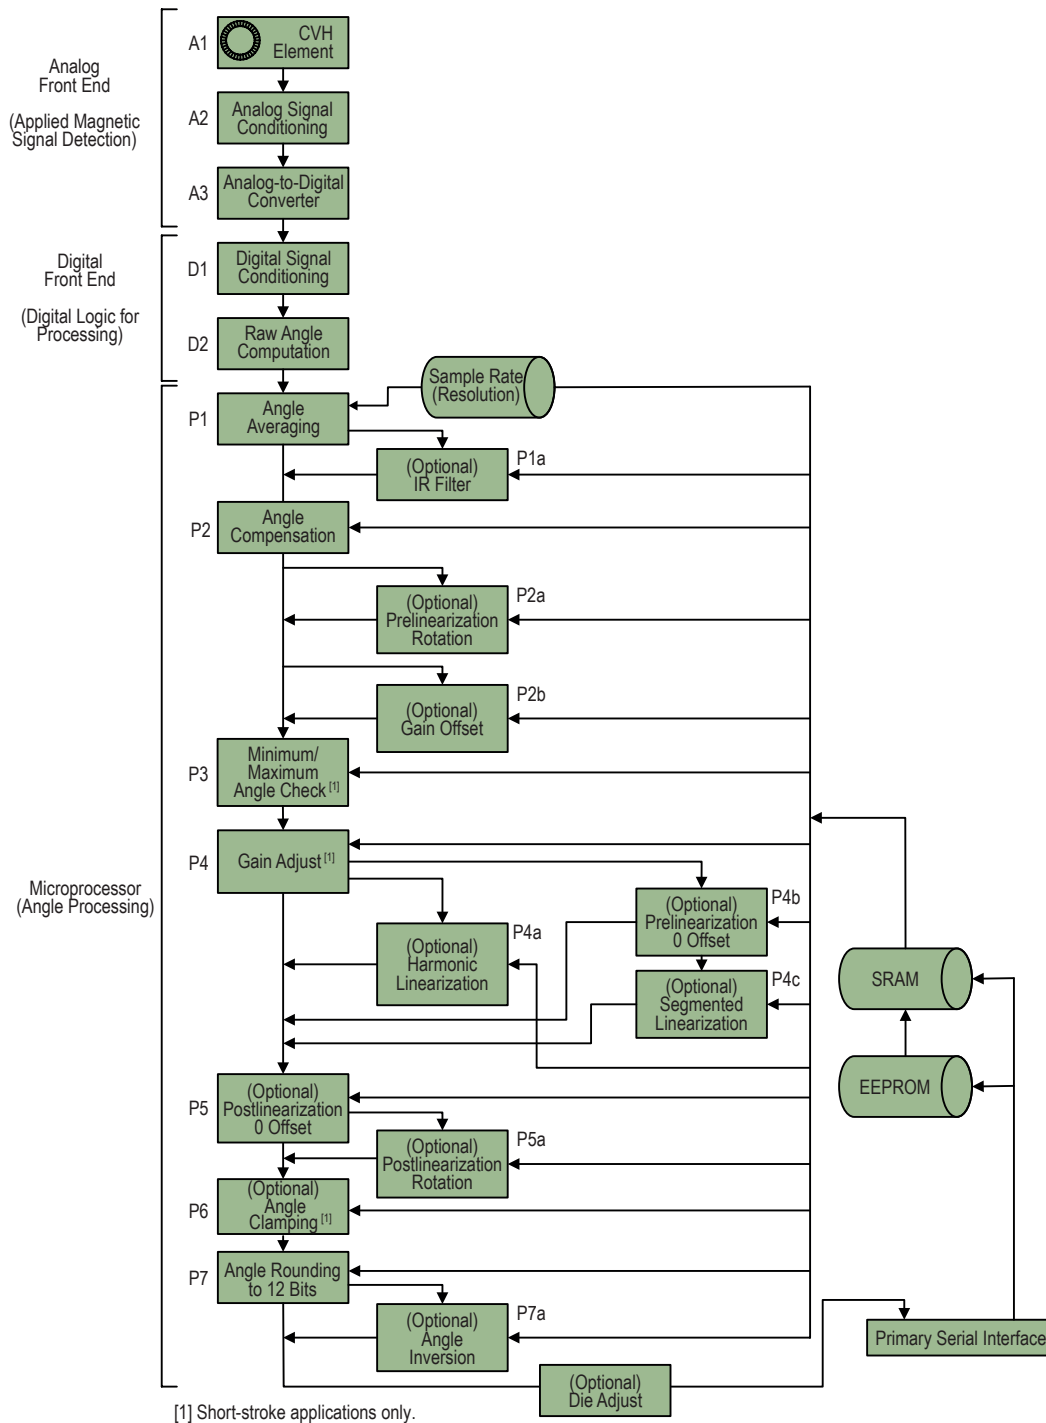 Analog
Front End
(Applied Magnetic
Signal Detection)
A1
CVH
Element
A2
Analog Signal
Conditioning
A3
Analog-to-Digital
Converter
Digital
Front End
(Digital Logic for
Processing)
D1
Digital Signal
Conditioning
D2
Raw Angle
Computation
Microprocessor
(Angle Processing)
Sample Rate
(Resolution)
P1
Angle
Averaging
P1a
(Optional)
IR Filter
P2
Angle
Compensation
P2a
(Optional)
Prelinearization
Rotation
P2b
(Optional)
Gain Offset
P3
Minimum/
Maximum
Angle Check [1]
P4
Gain Adjust [1]
P4a
(Optional)
Harmonic
Linearization
P4b
(Optional)
Prelinearization
0 Offset
P4c
(Optional)
Segmented
Linearization
SRAM
EEPROM
P5
(Optional)
Postlinearization
0 Offset
P5a
(Optional)
Postlinearization
Rotation
P6
(Optional)
Angle
Clamping [1]
P7
Angle Rounding
to 12 Bits
P7a
(Optional)
Angle
Inversion
Primary Serial Interface
(Optional)
Die Adjust
[1] Short-stroke applications only.